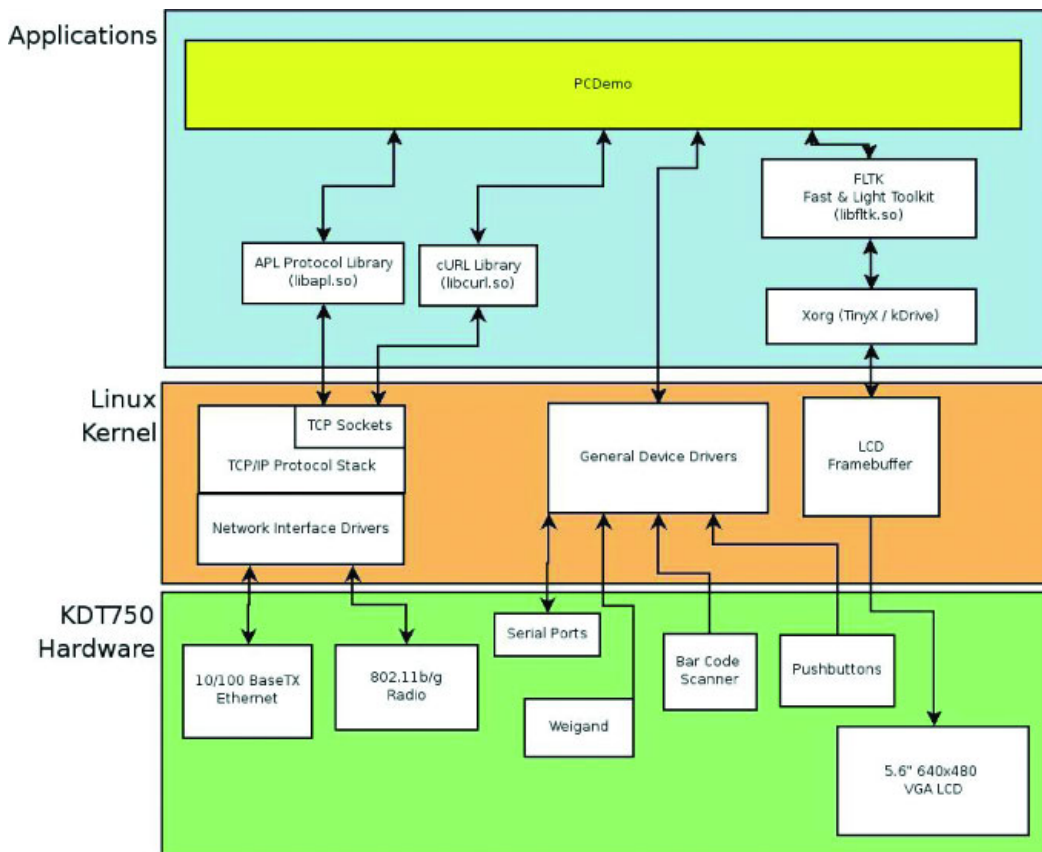 Applications
PCDemo
FLTK
Fast & Light Toolkit
(libfltk.so)
APL Protocol Library
(libapl.so)
cURL Library
(libcurl.so)
Xorg (TinyX / kDrive)
Linux
Kernel
TCP Sockets
TCP/IP Protocol Stack
Network Interface Drivers
General Device Drivers
LCD
Framebuffer
KDT750
Hardware
10/100 BaseTX
Ethernet
802.11b/g
Radio
Serial Ports
Weigand
Bar Code
Scanner
Pushbuttons
5.6" 640x480
VGA LCD